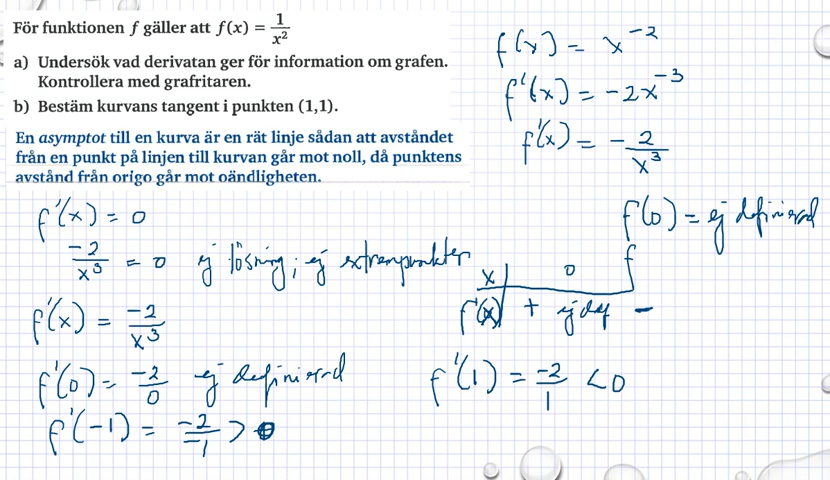 För funktionen f gäller att f(x) = 1/x²
a) Undersök vad derivatan ger för information om grafen.
Kontrollera med grafritaren.
b) Bestäm kurvans tangent i punkten (1,1).
En asymptot till en kurva är en rät linje sådan att avståndet
från en punkt på linjen till kurvan går mot noll, då punktens
avstånd från origo går mot oändligheten.
f(x) = x⁻²
f'(x) = -2x⁻³
f'(x) = -2/x³
f(0) = ej definierad
f'(x) = 0
-2/x³ = 0 ej lösning; ej extrempunkter
f'(x) = -2/x³
f'(0) = -2/0 ej definierad
f'(-1) = -2/-1 > 0
x 0
f'(x) + ej def -
f'(1) = -2/1 < 0